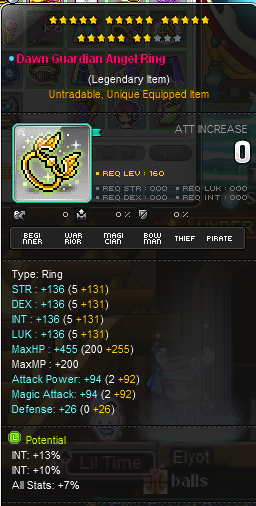 Dawn Guardian Angel Ring
(Legendary Item)
Untradable, Unique Equipped Item
ATT INCREASE
0
REQ LEV : 160
REQ STR : 000
REQ LUK : 000
REQ DEX : 000
REQ INT : 000
0
0 %
0 %
BEGINNER
WARRIOR
MAGICIAN
BOWMAN
THIEF
PIRATE
Type: Ring
STR : +136 (5 +131)
DEX : +136 (5 +131)
INT : +136 (5 +131)
LUK : +136 (5 +131)
MaxHP : +455 (200 +255)
MaxMP : +200
Attack Power: +94 (2 +92)
Magic Attack: +94 (2 +92)
Defense: +26 (0 +26)
L Potential
INT: +13%
INT: +10%
All Stats: +7%
Lil Time
Elyot
balls